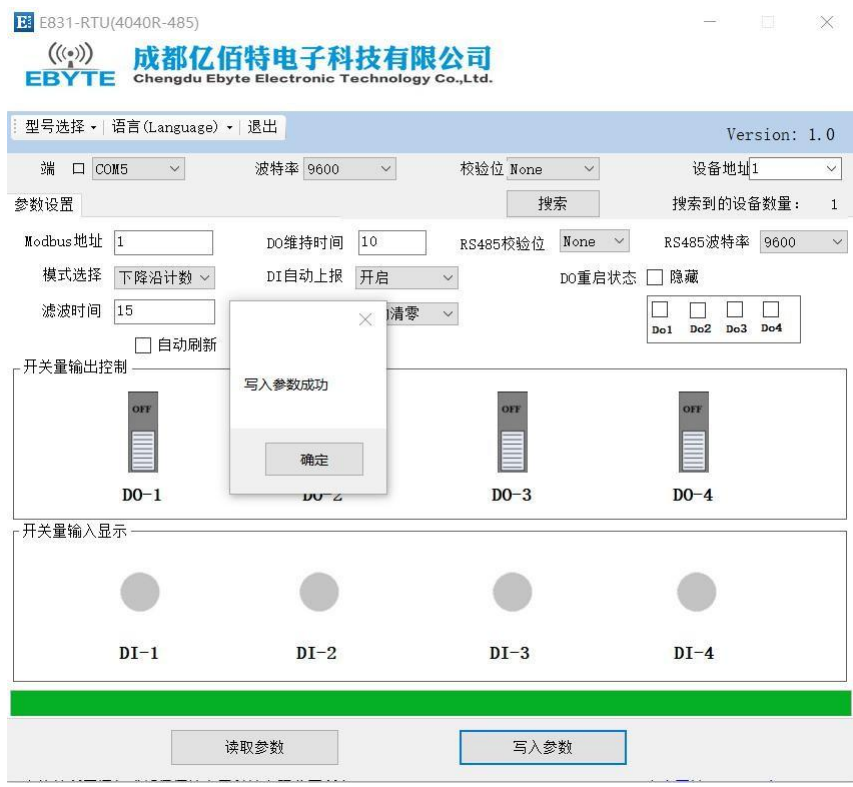 E831-RTU(4040R-485)
EBYTE 成都亿佰特电子科技有限公司
Chengdu Ebyte Electronic Technology Co.,Ltd.
型号选择 语言(Language) 退出
Version: 1.0
端 口 COM5 波特率 9600 校验位 None 设备地址 1
参数设置 搜索 搜索到的设备数量: 1
Modbus地址 1 DO维持时间 10 RS485校验位 None RS485波特率 9600
模式选择 下降沿计数 DI自动上报 开启 DO重启状态 隐藏
滤波时间 15 清零
Do1 Do2 Do3 Do4
自动刷新
写入参数成功
确定
开关量输出控制
OFF OFF OFF
DO-1 DO-2 DO-3 DO-4
开关量输入显示
DI-1 DI-2 DI-3 DI-4
读取参数 写入参数